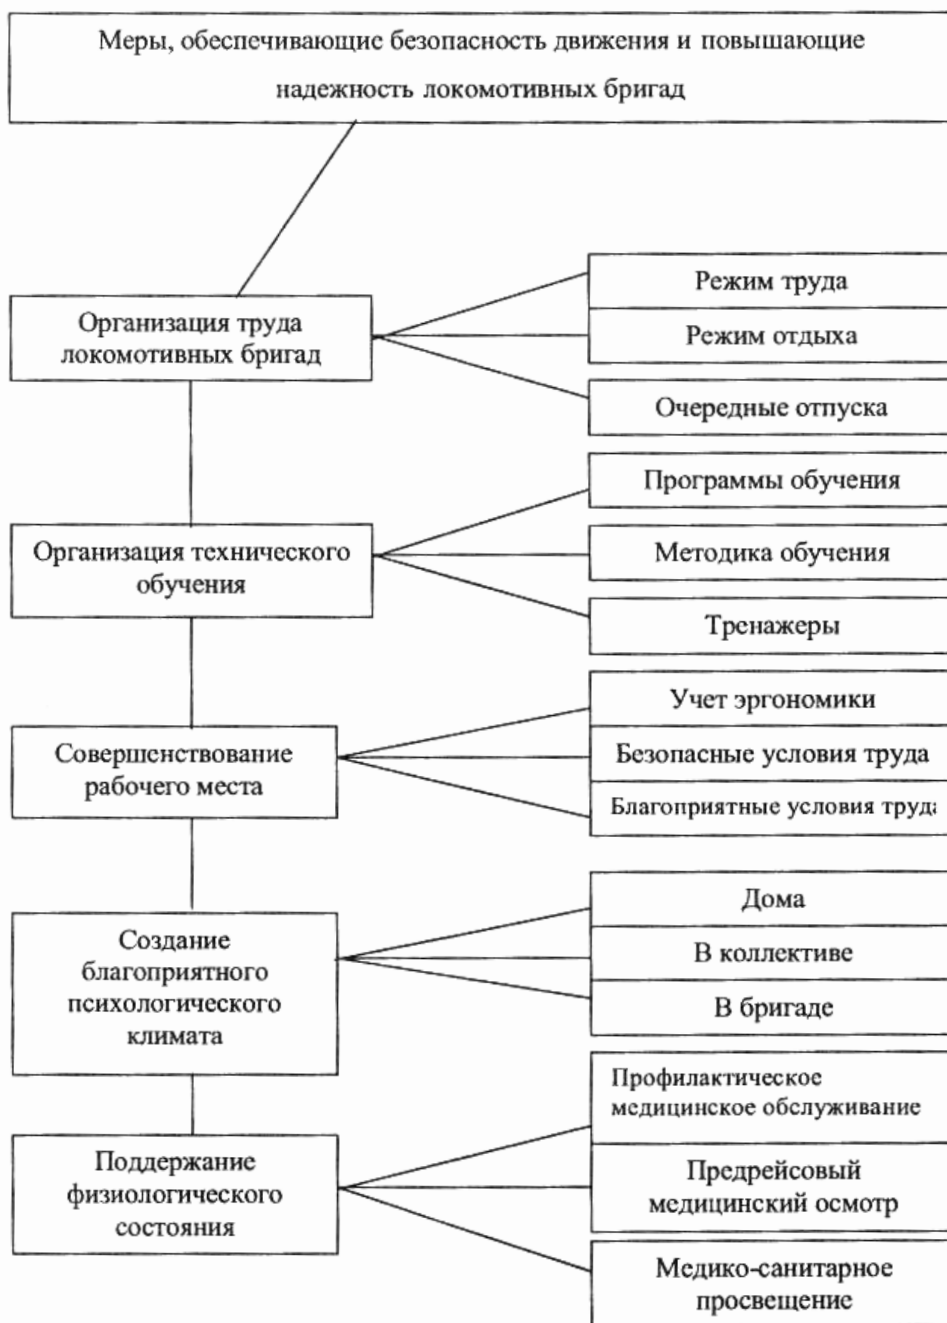 Меры, обеспечивающие безопасность движения и повышающие
надежность локомотивных бригад
Организация труда
локомотивных бригад
Режим труда
Режим отдыха
Очередные отпуска
Организация технического
обучения
Программы обучения
Методика обучения
Тренажеры
Совершенствование
рабочего места
Учет эргономики
Безопасные условия труда
Благоприятные условия труда
Создание
благоприятного
психологического
климата
Дома
В коллективе
В бригаде
Поддержание
физиологического
состояния
Профилактическое
медицинское обслуживание
Предрейсовый
медицинский осмотр
Медико-санитарное
просвещение